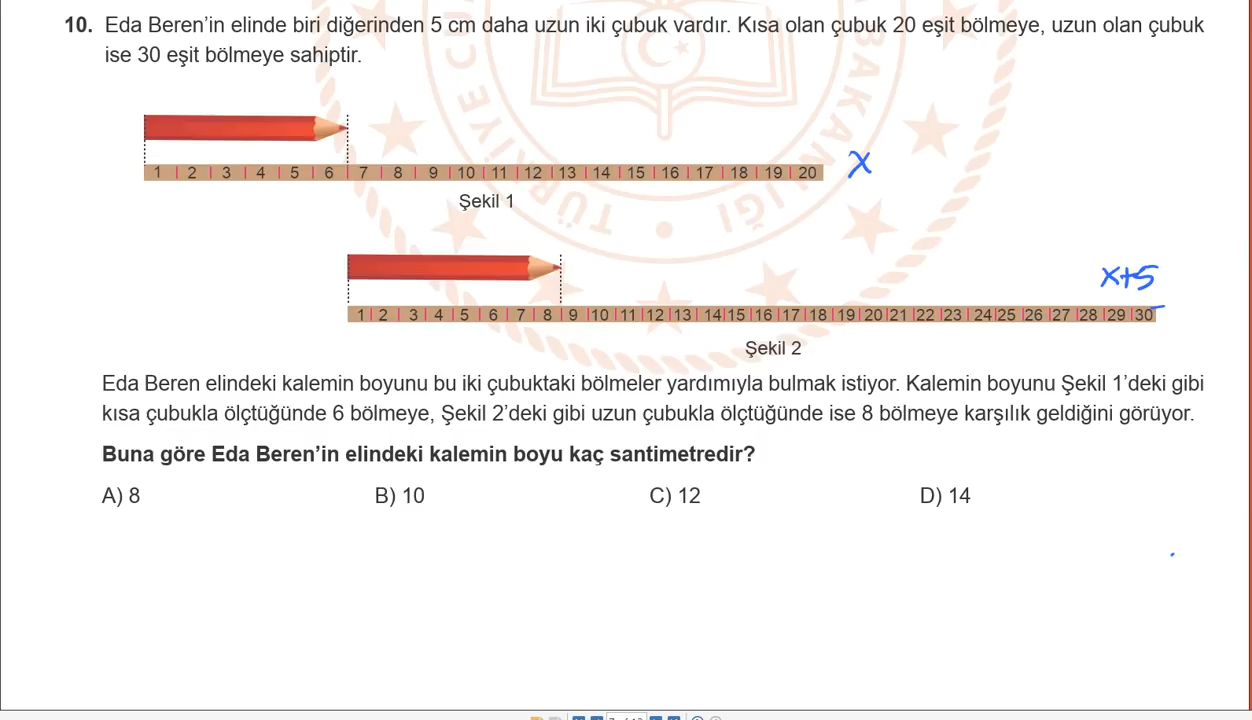 10. Eda Beren’in elinde biri diğerinden 5 cm daha uzun iki çubuk vardır. Kısa olan çubuk 20 eşit bölmeye, uzun olan çubuk
ise 30 eşit bölmeye sahiptir.
1 2 3 4 5 6 7 8 9 10 11 12 13 14 15 16 17 18 19 20
x
Şekil 1
x+5
1 2 3 4 5 6 7 8 9 10 11 12 13 14 15 16 17 18 19 20 21 22 23 24 25 26 27 28 29 30
Şekil 2
Eda Beren elindeki kalemin boyunu bu iki çubuktaki bölmeler yardımıyla bulmak istiyor. Kalemin boyunu Şekil 1’deki gibi
kısa çubukla ölçtüğünde 6 bölmeye, Şekil 2’deki gibi uzun çubukla ölçtüğünde ise 8 bölmeye karşılık geldiğini görüyor.
Buna göre Eda Beren’in elindeki kalemin boyu kaç santimetredir?
A) 8 B) 10 C) 12 D) 14